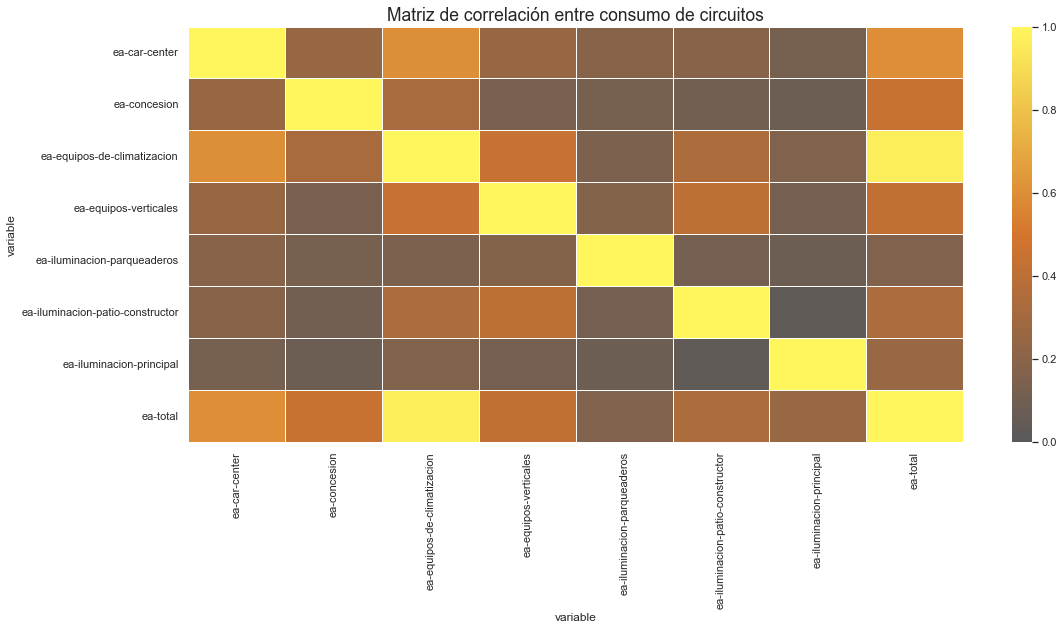 Matriz de correlación entre consumo de circuitos
variable
ea-car-center
ea-concesion
ea-equipos-de-climatizacion
ea-equipos-verticales
ea-iluminacion-parqueaderos
ea-iluminacion-patio-constructor
ea-iluminacion-principal
ea-total
ea-car-center
ea-concesion
ea-equipos-de-climatizacion
ea-equipos-verticales
ea-iluminacion-parqueaderos
ea-iluminacion-patio-constructor
ea-iluminacion-principal
ea-total
variable
1.0
0.8
0.6
0.4
0.2
0.0